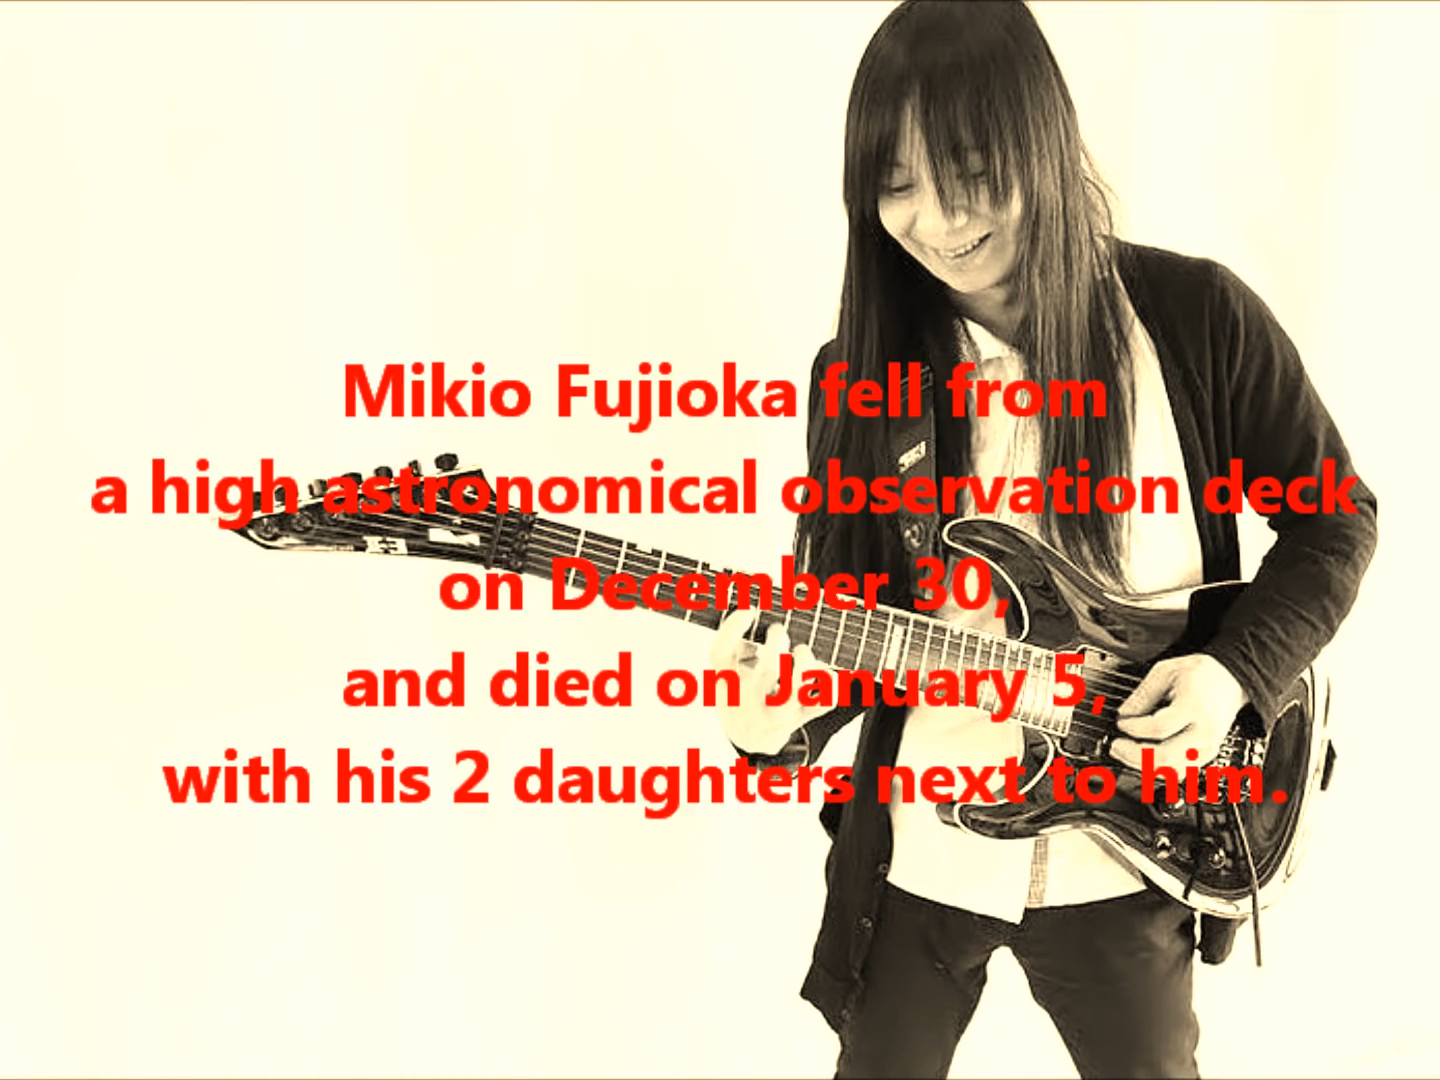 Mikio Fujioka fell from
a high astronomical observation deck
on December 30,
and died on January 5,
with his 2 daughters next to him.